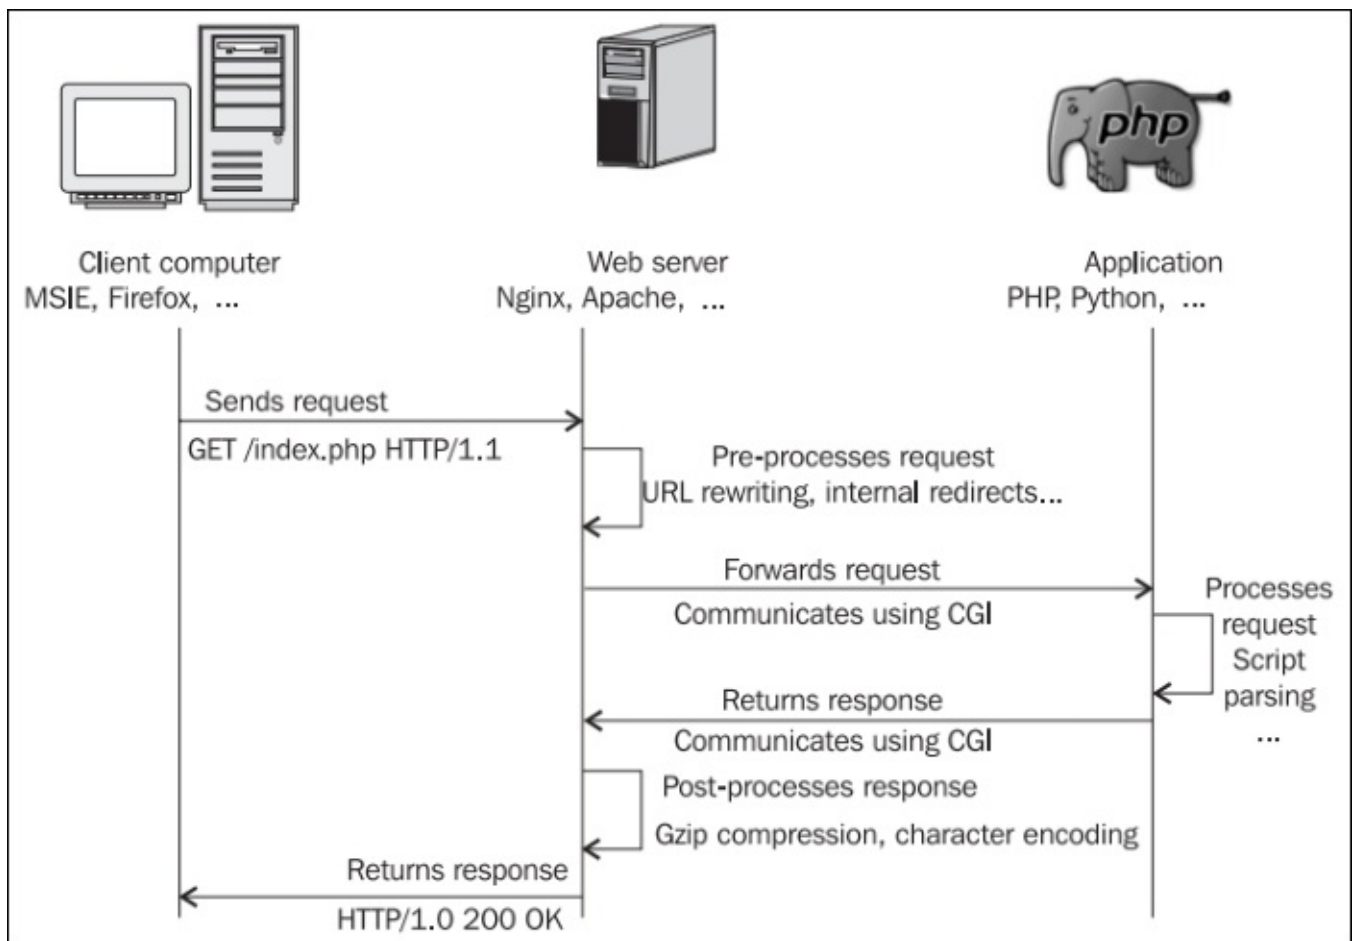 php
Client computer
MSIE, Firefox, ...
Web server
Nginx, Apache, ...
Application
PHP, Python, ...
Sends request
GET /index.php HTTP/1.1
Pre-processes request
URL rewriting, internal redirects...
Forwards request
Communicates using CGI
Processes
request
Script
parsing
...
Returns response
Communicates using CGI
Post-processes response
Gzip compression, character encoding
Returns response
HTTP/1.0 200 OK